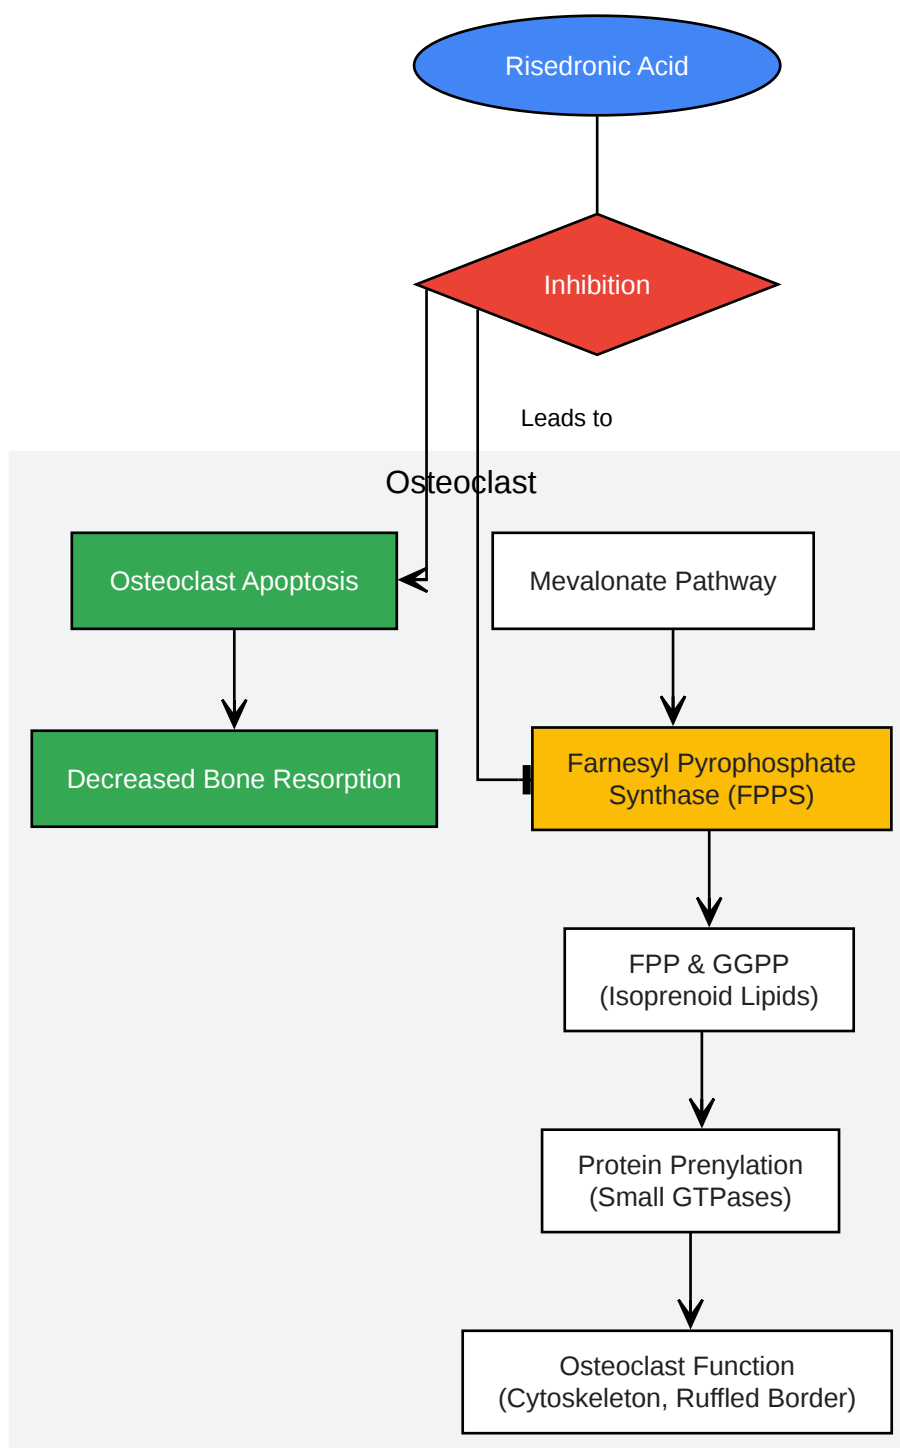 Risedronic Acid
Inhibition
Leads to
Osteoclast
Osteoclast Apoptosis
Mevalonate Pathway
Decreased Bone Resorption
Farnesyl Pyrophosphate
Synthase (FPPS)
FPP & GGPP
(Isoprenoid Lipids)
Protein Prenylation
(Small GTPases)
Osteoclast Function
(Cytoskeleton, Ruffled Border)